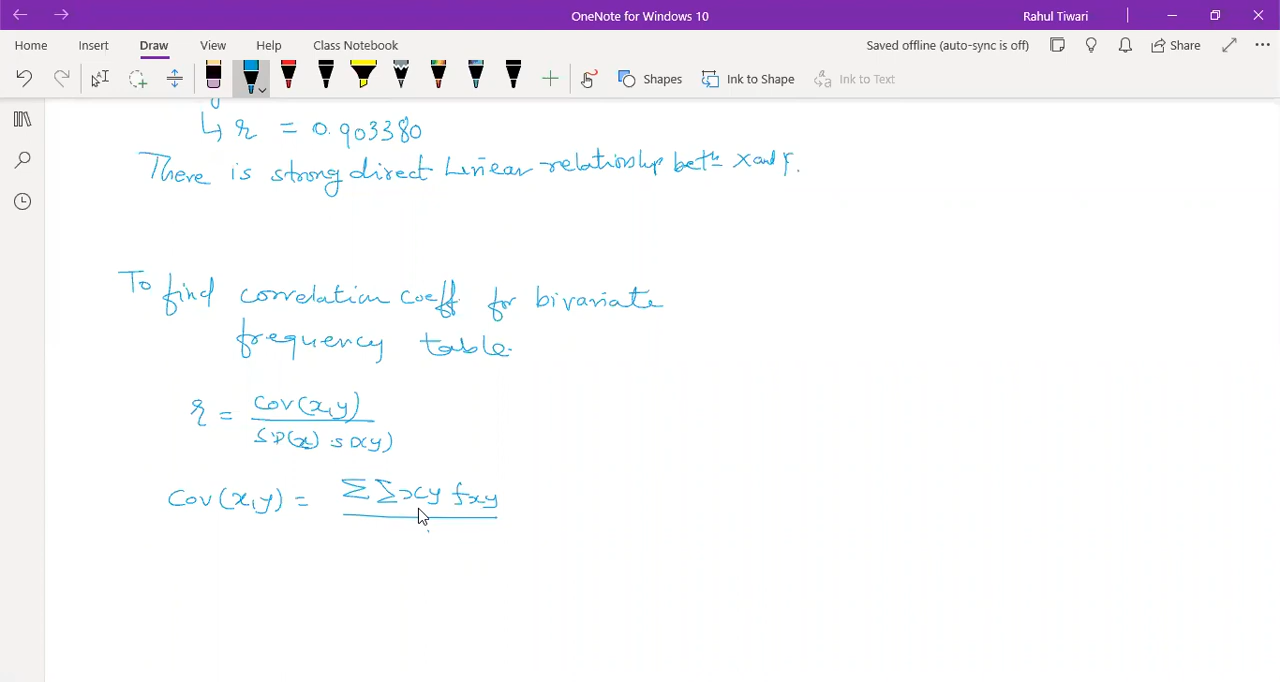 OneNote for Windows 10
Rahul Tiwari
Home Insert Draw View Help Class Notebook
Saved offline (auto-sync is off) Share
Shapes Ink to Shape Ink to Text
↳ r = 0.903380
There is strong direct Linear relationship betⁿ X and Y.
To find correlation coeff. for bivariate
frequency table.
r = Cov(x,y)
SD(x) SD(y)
Cov(x,y) = Σ Σ xy fxy